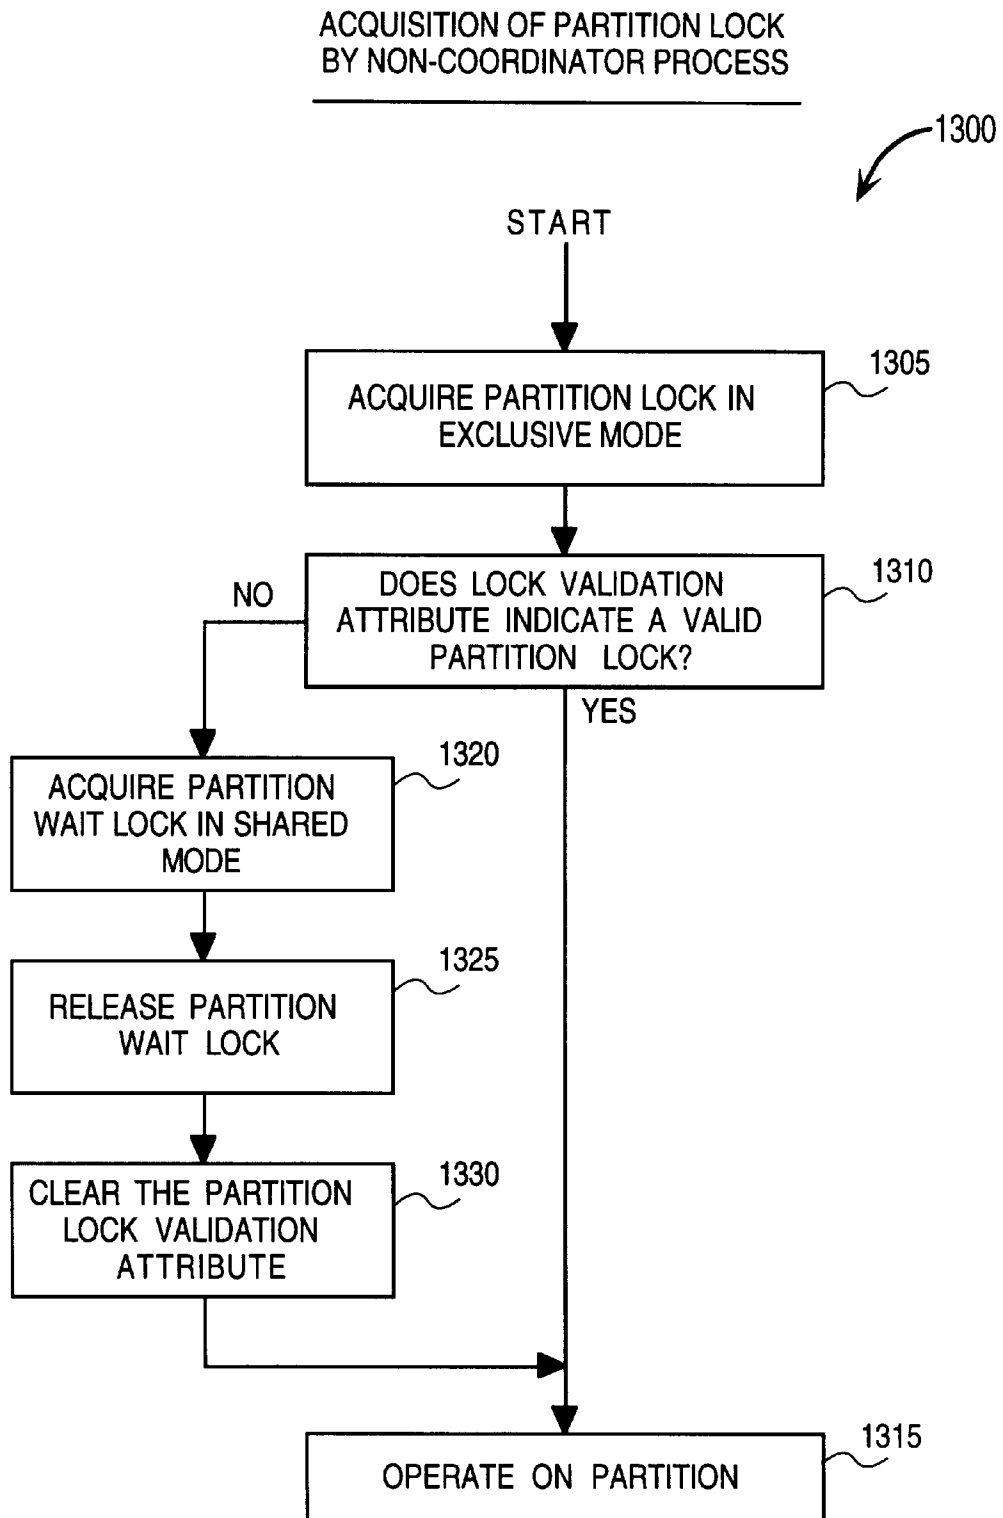 ACQUISITION OF PARTITION LOCK
BY NON-COORDINATOR PROCESS
1300
START
1305
ACQUIRE PARTITION LOCK IN
EXCLUSIVE MODE
1310
DOES LOCK VALIDATION
ATTRIBUTE INDICATE A VALID
PARTITION LOCK?
NO
YES
1320
ACQUIRE PARTITION
WAIT LOCK IN SHARED
MODE
1325
RELEASE PARTITION
WAIT LOCK
1330
CLEAR THE PARTITION
LOCK VALIDATION
ATTRIBUTE
1315
OPERATE ON PARTITION